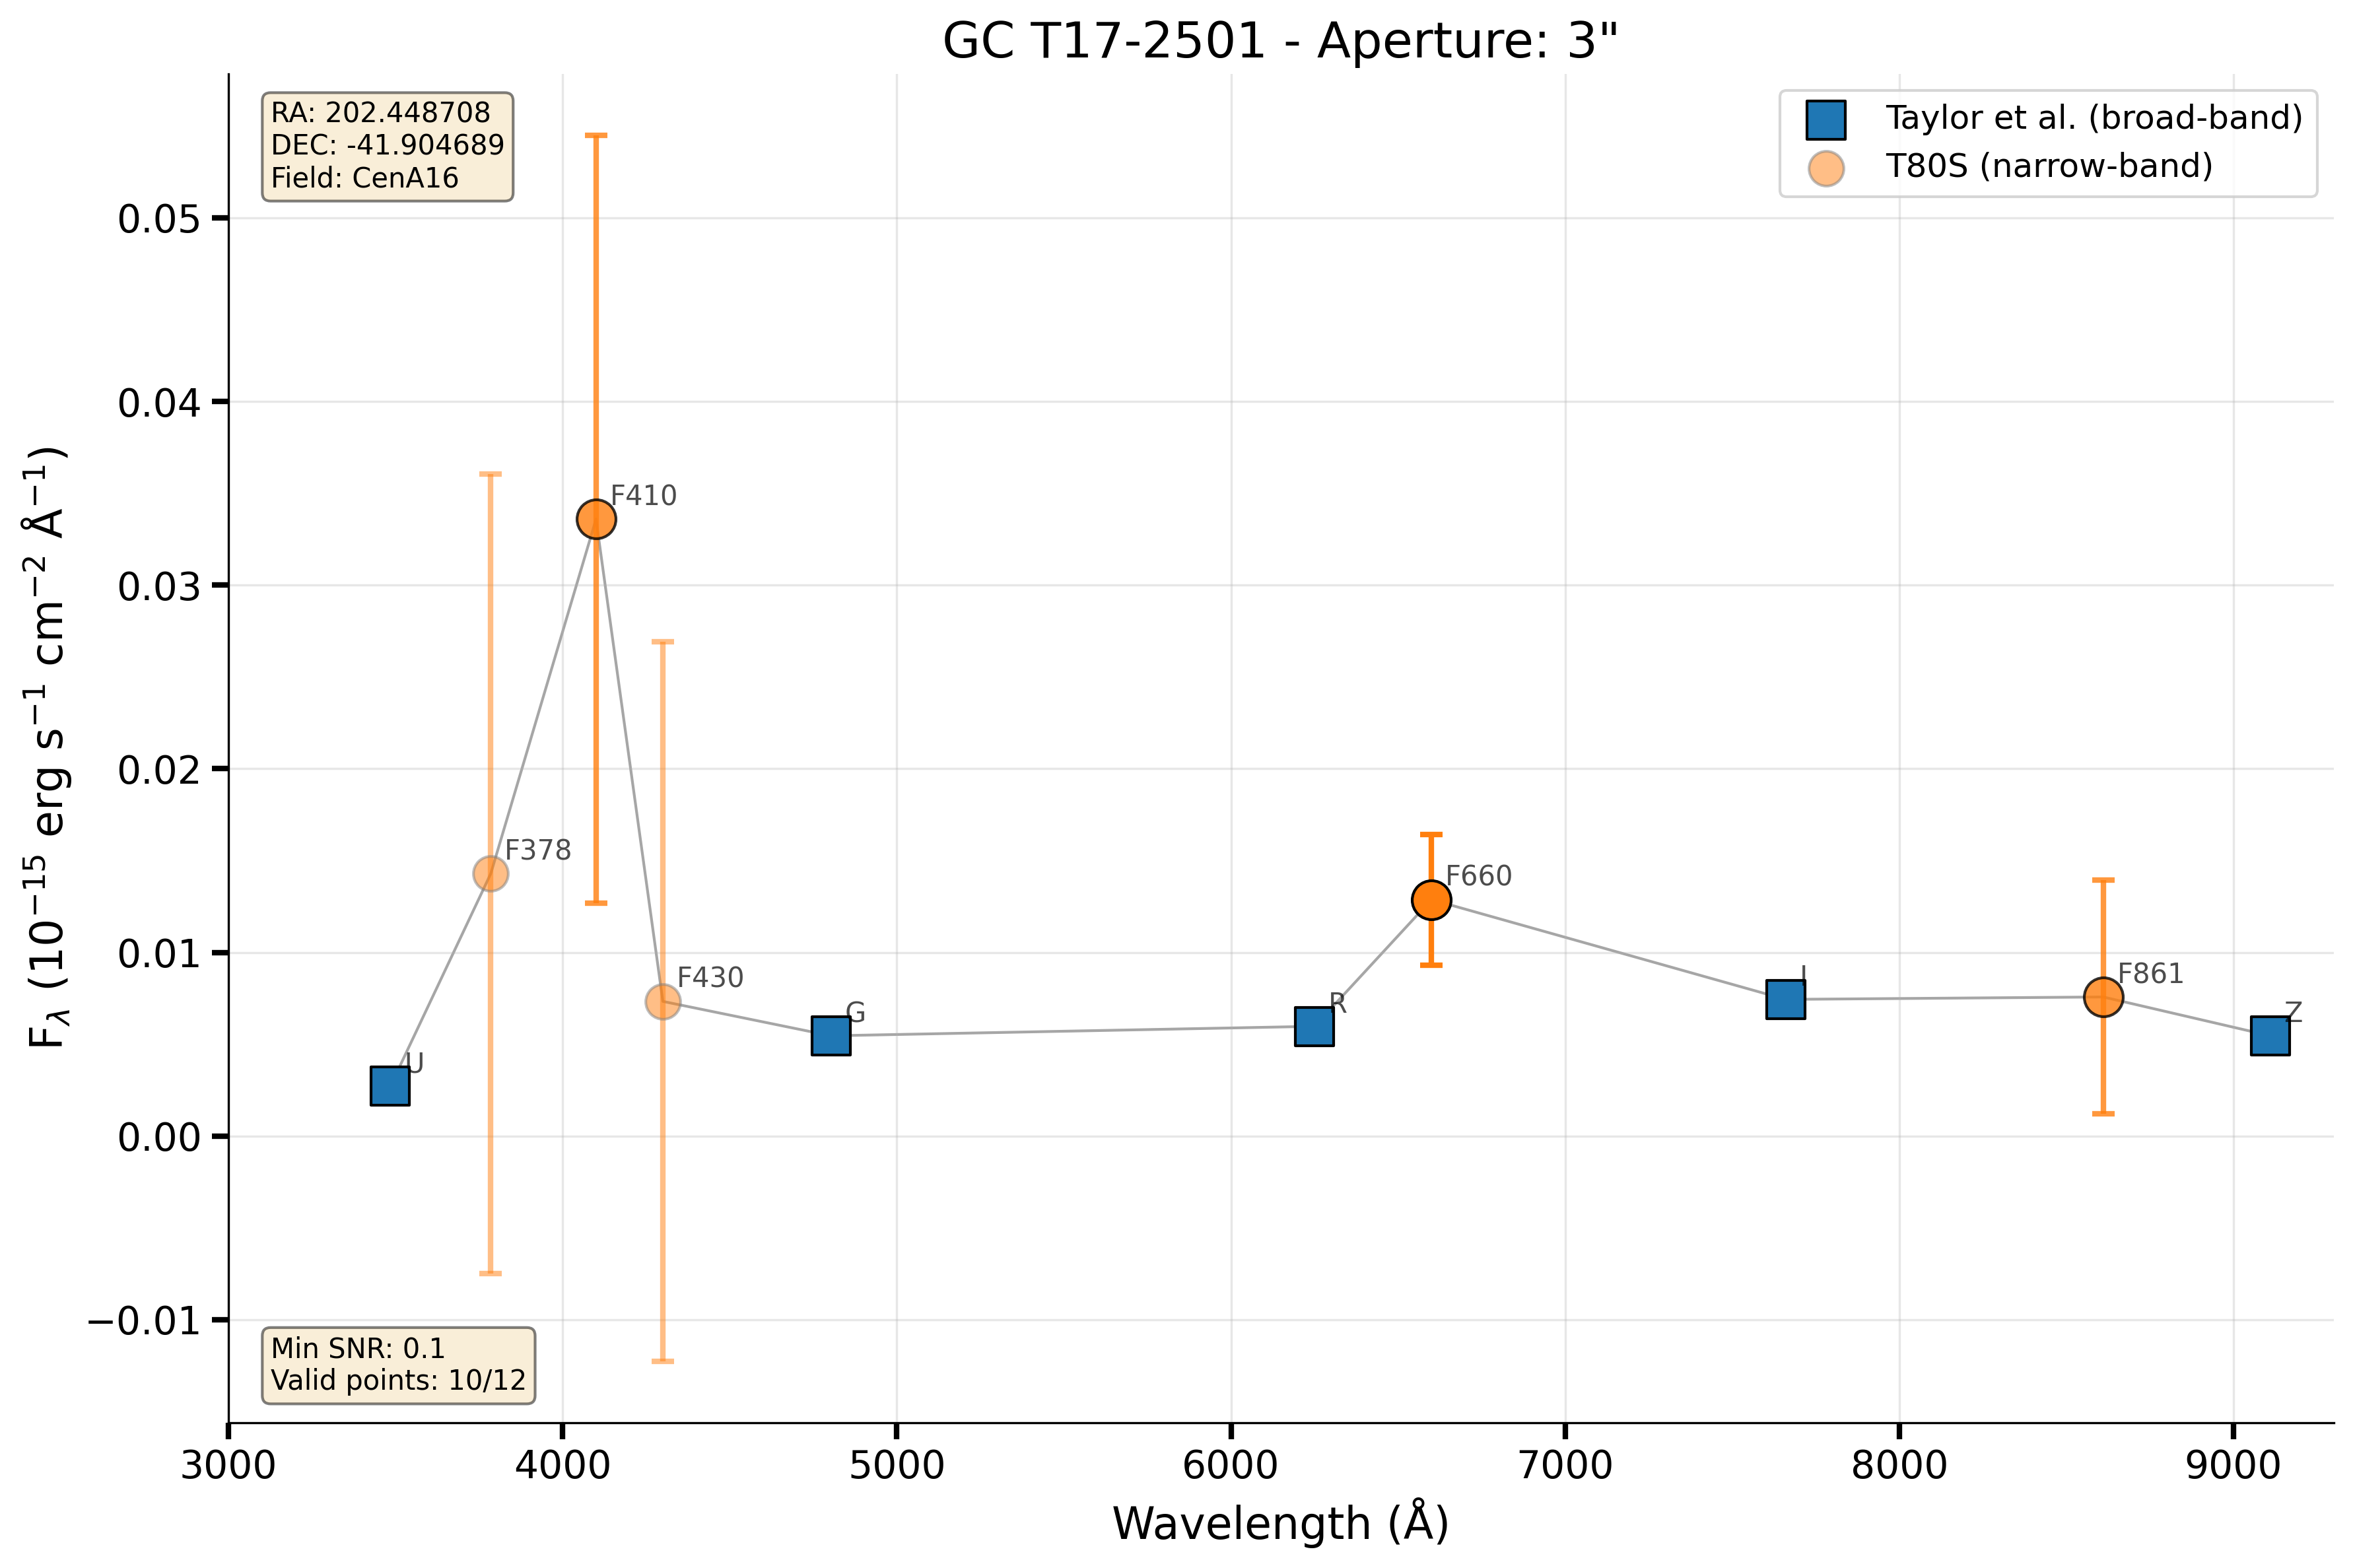 GC T17-2501 - Aperture: 3"
RA: 202.448708
DEC: -41.904689
Field: CenA16
Taylor et al. (broad-band)
T80S (narrow-band)
0.05
0.04
0.03
0.02
0.01
0.00
−0.01
F_λ (10⁻¹⁵ erg s⁻¹ cm⁻² Å⁻¹)
U
F378
F410
F430
G
R
F660
I
F861
Z
Min SNR: 0.1
Valid points: 10/12
3000 4000 5000 6000 7000 8000 9000
Wavelength (Å)